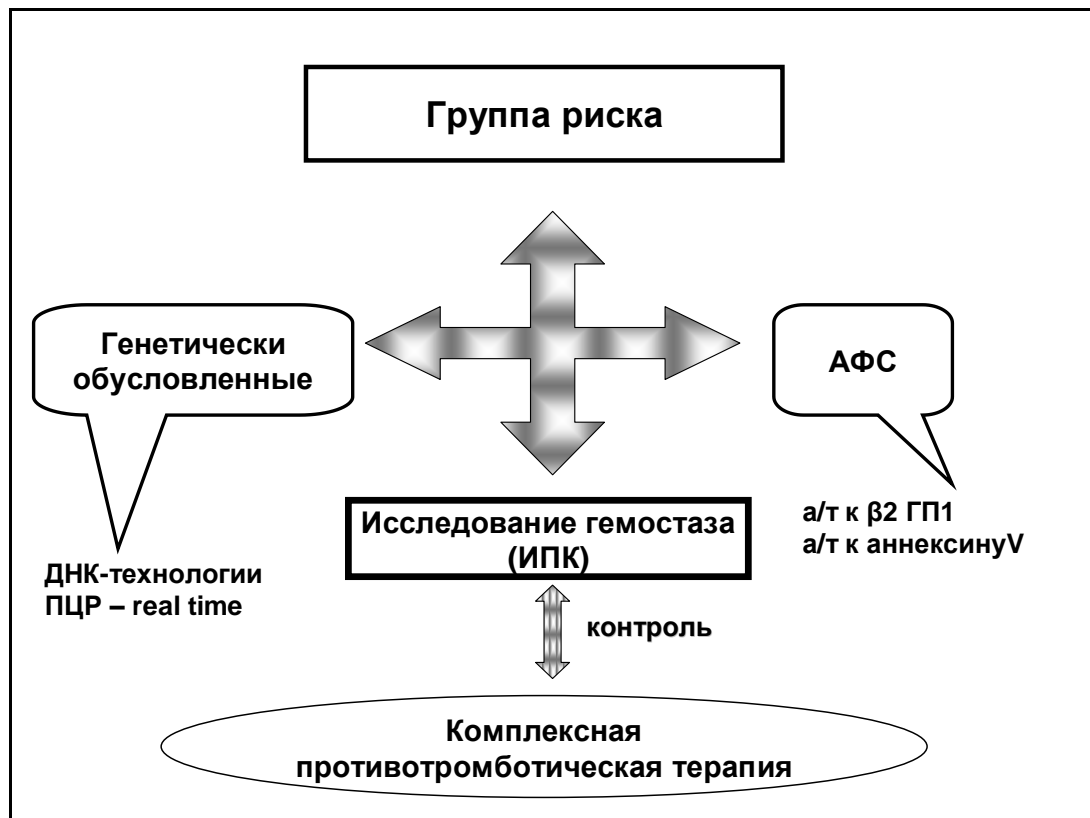 Группа риска
Генетически
обусловленные
АФС
ДНК-технологии
ПЦР – real time
Исследование гемостаза
(ИПК)
а/т к β2 ГП1
а/т к аннексинуV
контроль
Комплексная
противотромботическая терапия